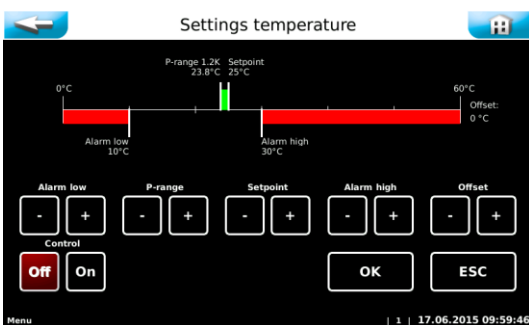 Settings temperature
P-range 1.2K Setpoint
23.8°C 25°C
0°C 60°C
Offset:
0 °C
Alarm low Alarm high
10°C 30°C
Alarm low P-range Setpoint Alarm high Offset
- + - + - + - + - +
Control
Off On OK ESC
Menu | 1 | 17.06.2015 09:59:46